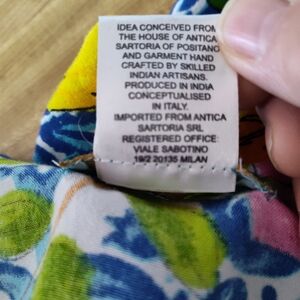 IDEA CONCEIVED FROM
THE HOUSE OF ANTICA
SARTORIA OF POSITANO
AND GARMENT HAND
CRAFTED BY SKILLED
INDIAN ARTISANS.
PRODUCED IN INDIA
CONCEPTUALISED
IN ITALY.
IMPORTED FROM ANTICA
SARTORIA SRL
REGISTERED OFFICE:
VIALE SABOTINO
19/2 20135 MILAN